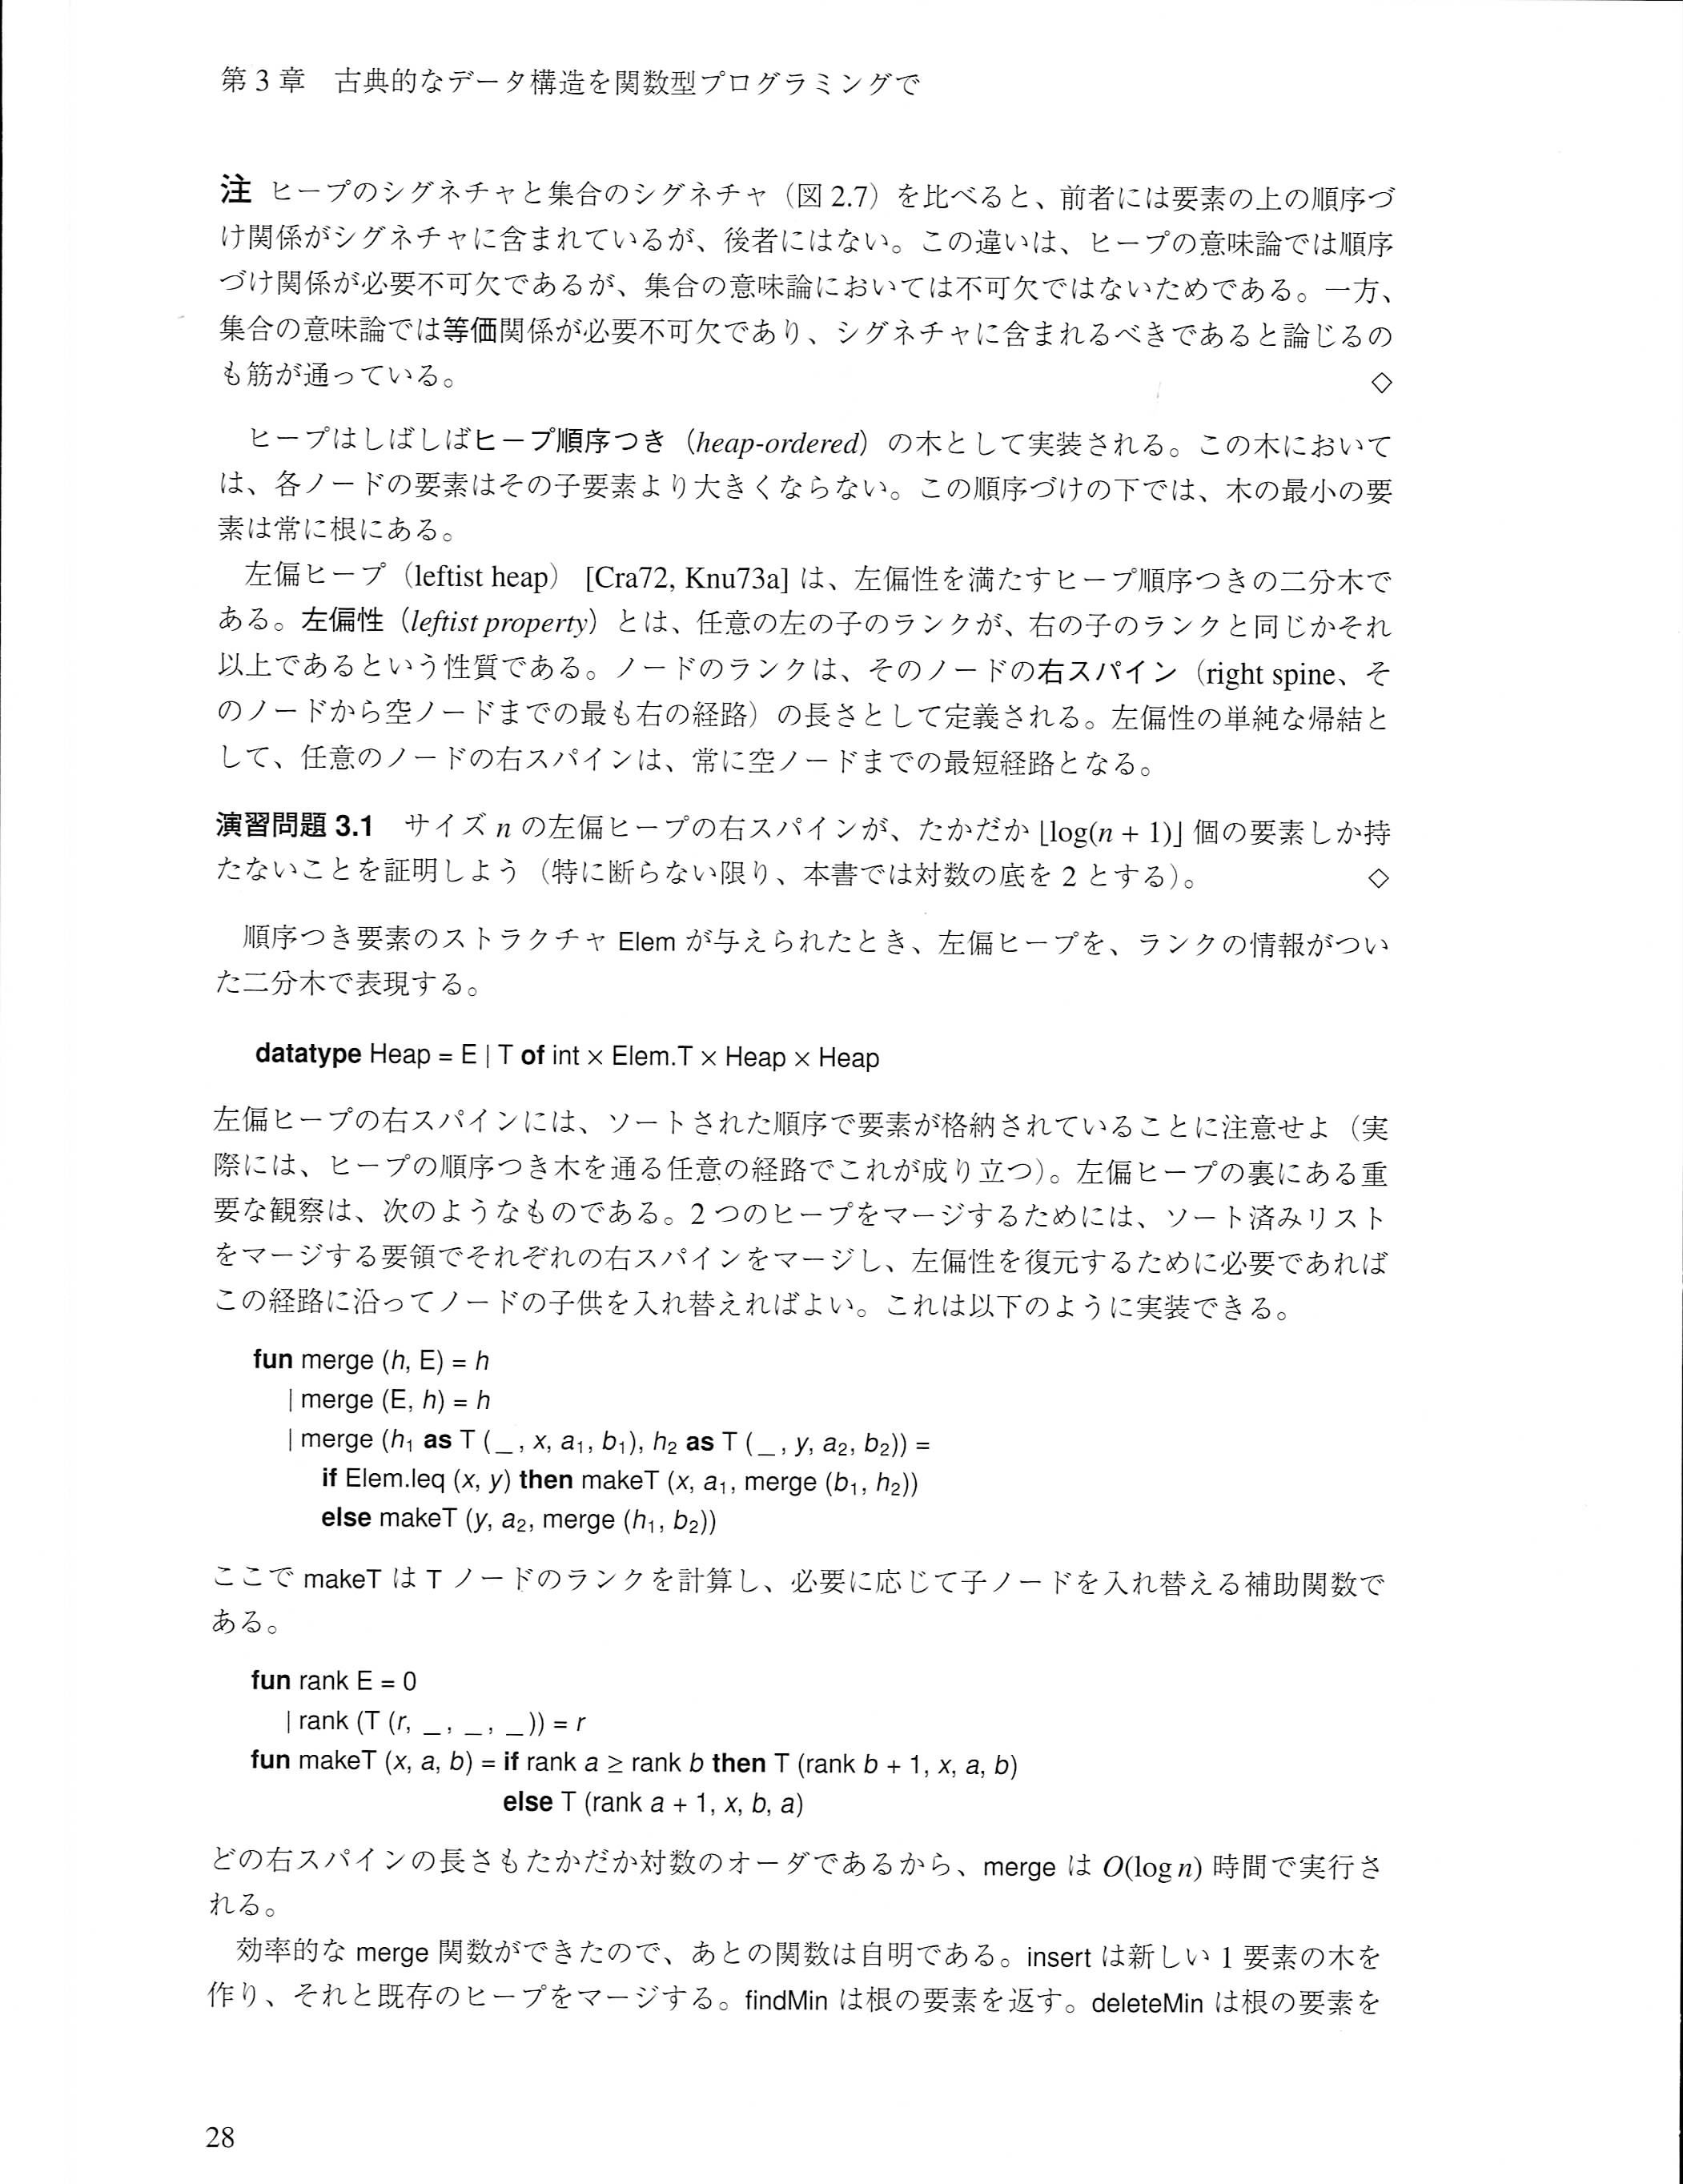 第 3 章　古典的なデータ構造を関数型プログラミングで
注 ヒープのシグネチャと集合のシグネチャ（図 2.7）を比べると、前者には要素の上の順序づ
け関係がシグネチャに含まれているが、後者にはない。この違いは、ヒープの意味論では順序
づけ関係が必要不可欠であるが、集合の意味論においては不可欠ではないためである。一方、
集合の意味論では等価関係が必要不可欠であり、シグネチャに含まれるべきであると論じるの
も筋が通っている。 ◇
ヒープはしばしばヒープ順序つき（heap-ordered）の木として実装される。この木において
は、各ノードの要素はその子要素より大きくならない。この順序づけの下では、木の最小の要
素は常に根にある。
左偏ヒープ（leftist heap）[Cra72, Knu73a] は、左偏性を満たすヒープ順序つきの二分木で
ある。左偏性（leftist property）とは、任意の左の子のランクが、右の子のランクと同じかそれ
以上であるという性質である。ノードのランクは、そのノードの右スパイン（right spine、そ
のノードから空ノードまでの最も右の経路）の長さとして定義される。左偏性の単純な帰結と
して、任意のノードの右スパインは、常に空ノードまでの最短経路となる。
演習問題 3.1　サイズ n の左偏ヒープの右スパインが、たかだか ⌊log(n + 1)⌋ 個の要素しか持
たないことを証明しよう（特に断らない限り、本書では対数の底を 2 とする）。 ◇
順序つき要素のストラクチャ Elem が与えられたとき、左偏ヒープを、ランクの情報がつい
た二分木で表現する。
datatype Heap = E | T of int × Elem.T × Heap × Heap
左偏ヒープの右スパインには、ソートされた順序で要素が格納されていることに注意せよ（実
際には、ヒープの順序つき木を通る任意の経路でこれが成り立つ）。左偏ヒープの裏にある重
要な観察は、次のようなものである。2 つのヒープをマージするためには、ソート済みリスト
をマージする要領でそれぞれの右スパインをマージし、左偏性を復元するために必要であれば
この経路に沿ってノードの子供を入れ替えればよい。これは以下のように実装できる。
fun merge (h, E) = h
| merge (E, h) = h
| merge (h₁ as T (_ , x, a₁, b₁), h₂ as T (_ , y, a₂, b₂)) =
if Elem.leq (x, y) then makeT (x, a₁, merge (b₁, h₂))
else makeT (y, a₂, merge (h₁, b₂))
ここで makeT は T ノードのランクを計算し、必要に応じて子ノードを入れ替える補助関数で
ある。
fun rank E = 0
| rank (T (r, _ , _ , _)) = r
fun makeT (x, a, b) = if rank a ≥ rank b then T (rank b + 1, x, a, b)
else T (rank a + 1, x, b, a)
どの右スパインの長さもたかだか対数のオーダであるから、merge は O(log n) 時間で実行さ
れる。
効率的な merge 関数ができたので、あとの関数は自明である。insert は新しい 1 要素の木を
作り、それと既存のヒープをマージする。findMin は根の要素を返す。deleteMin は根の要素を
28